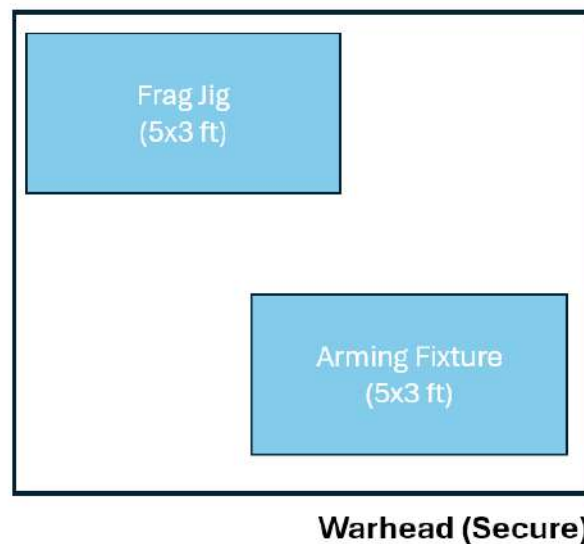 Frag Jig
(5x3 ft)
Arming Fixture
(5x3 ft)
Warhead (Secure)